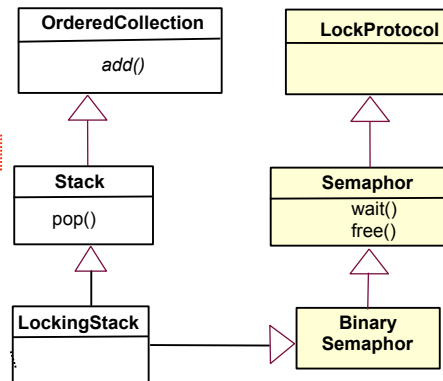 OrderedCollection
add()
LockProtocol
Stack
pop()
Semaphor
wait()
free()
LockingStack
Binary
Semaphor